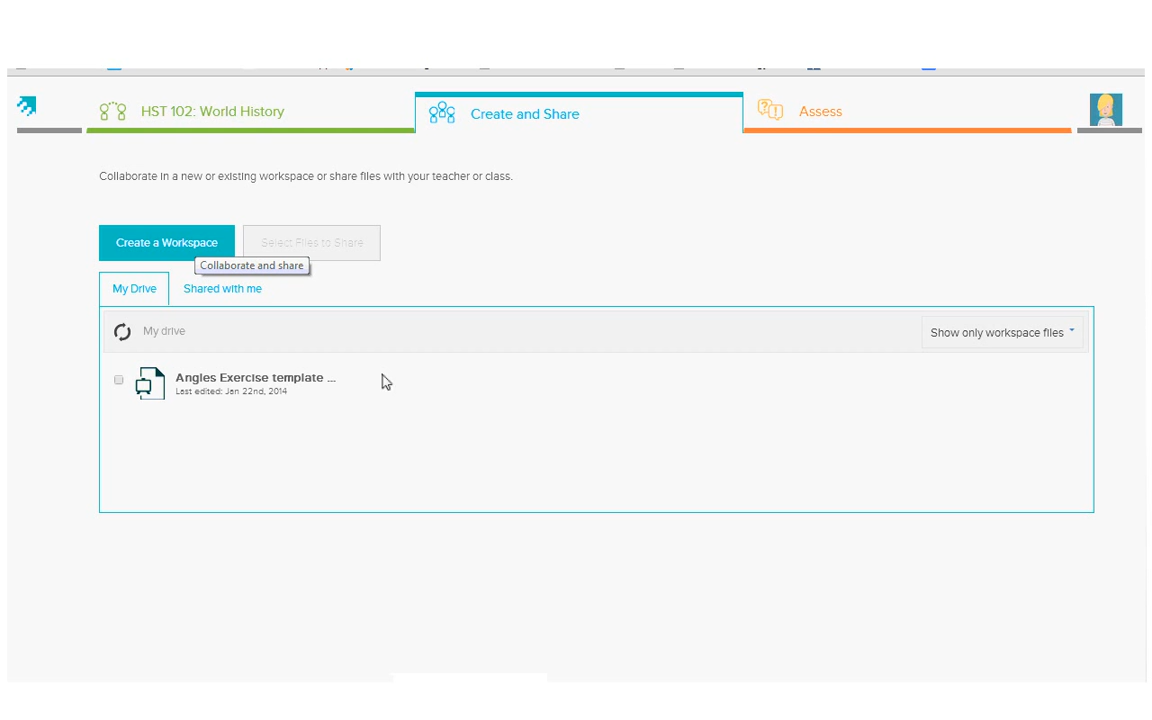 HST 102: World History
Create and Share
Assess
Collaborate in a new or existing workspace or share files with your teacher or class.
Create a Workspace
Select Files to Share
Collaborate and share
My Drive
Shared with me
My drive
Show only workspace files
Angles Exercise template ...
Last edited: Jan 22nd, 2014